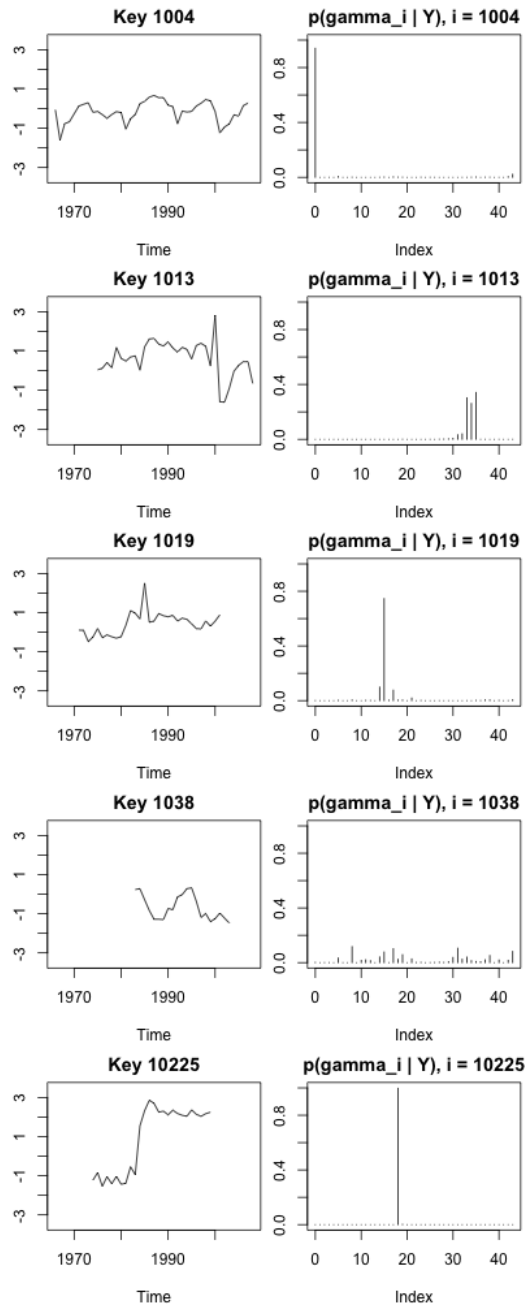 Key 1004
p(gamma_i | Y), i = 1004
-3 -1 1 3
0.0 0.4 0.8
1970 1990
0 10 20 30 40
Time
Index
Key 1013
p(gamma_i | Y), i = 1013
-3 -1 1 3
0.0 0.4 0.8
1970 1990
0 10 20 30 40
Time
Index
Key 1019
p(gamma_i | Y), i = 1019
-3 -1 1 3
0.0 0.4 0.8
1970 1990
0 10 20 30 40
Time
Index
Key 1038
p(gamma_i | Y), i = 1038
-3 -1 1 3
0.0 0.4 0.8
1970 1990
0 10 20 30 40
Time
Index
Key 10225
p(gamma_i | Y), i = 10225
-3 -1 1 3
0.0 0.4 0.8
1970 1990
0 10 20 30 40
Time
Index